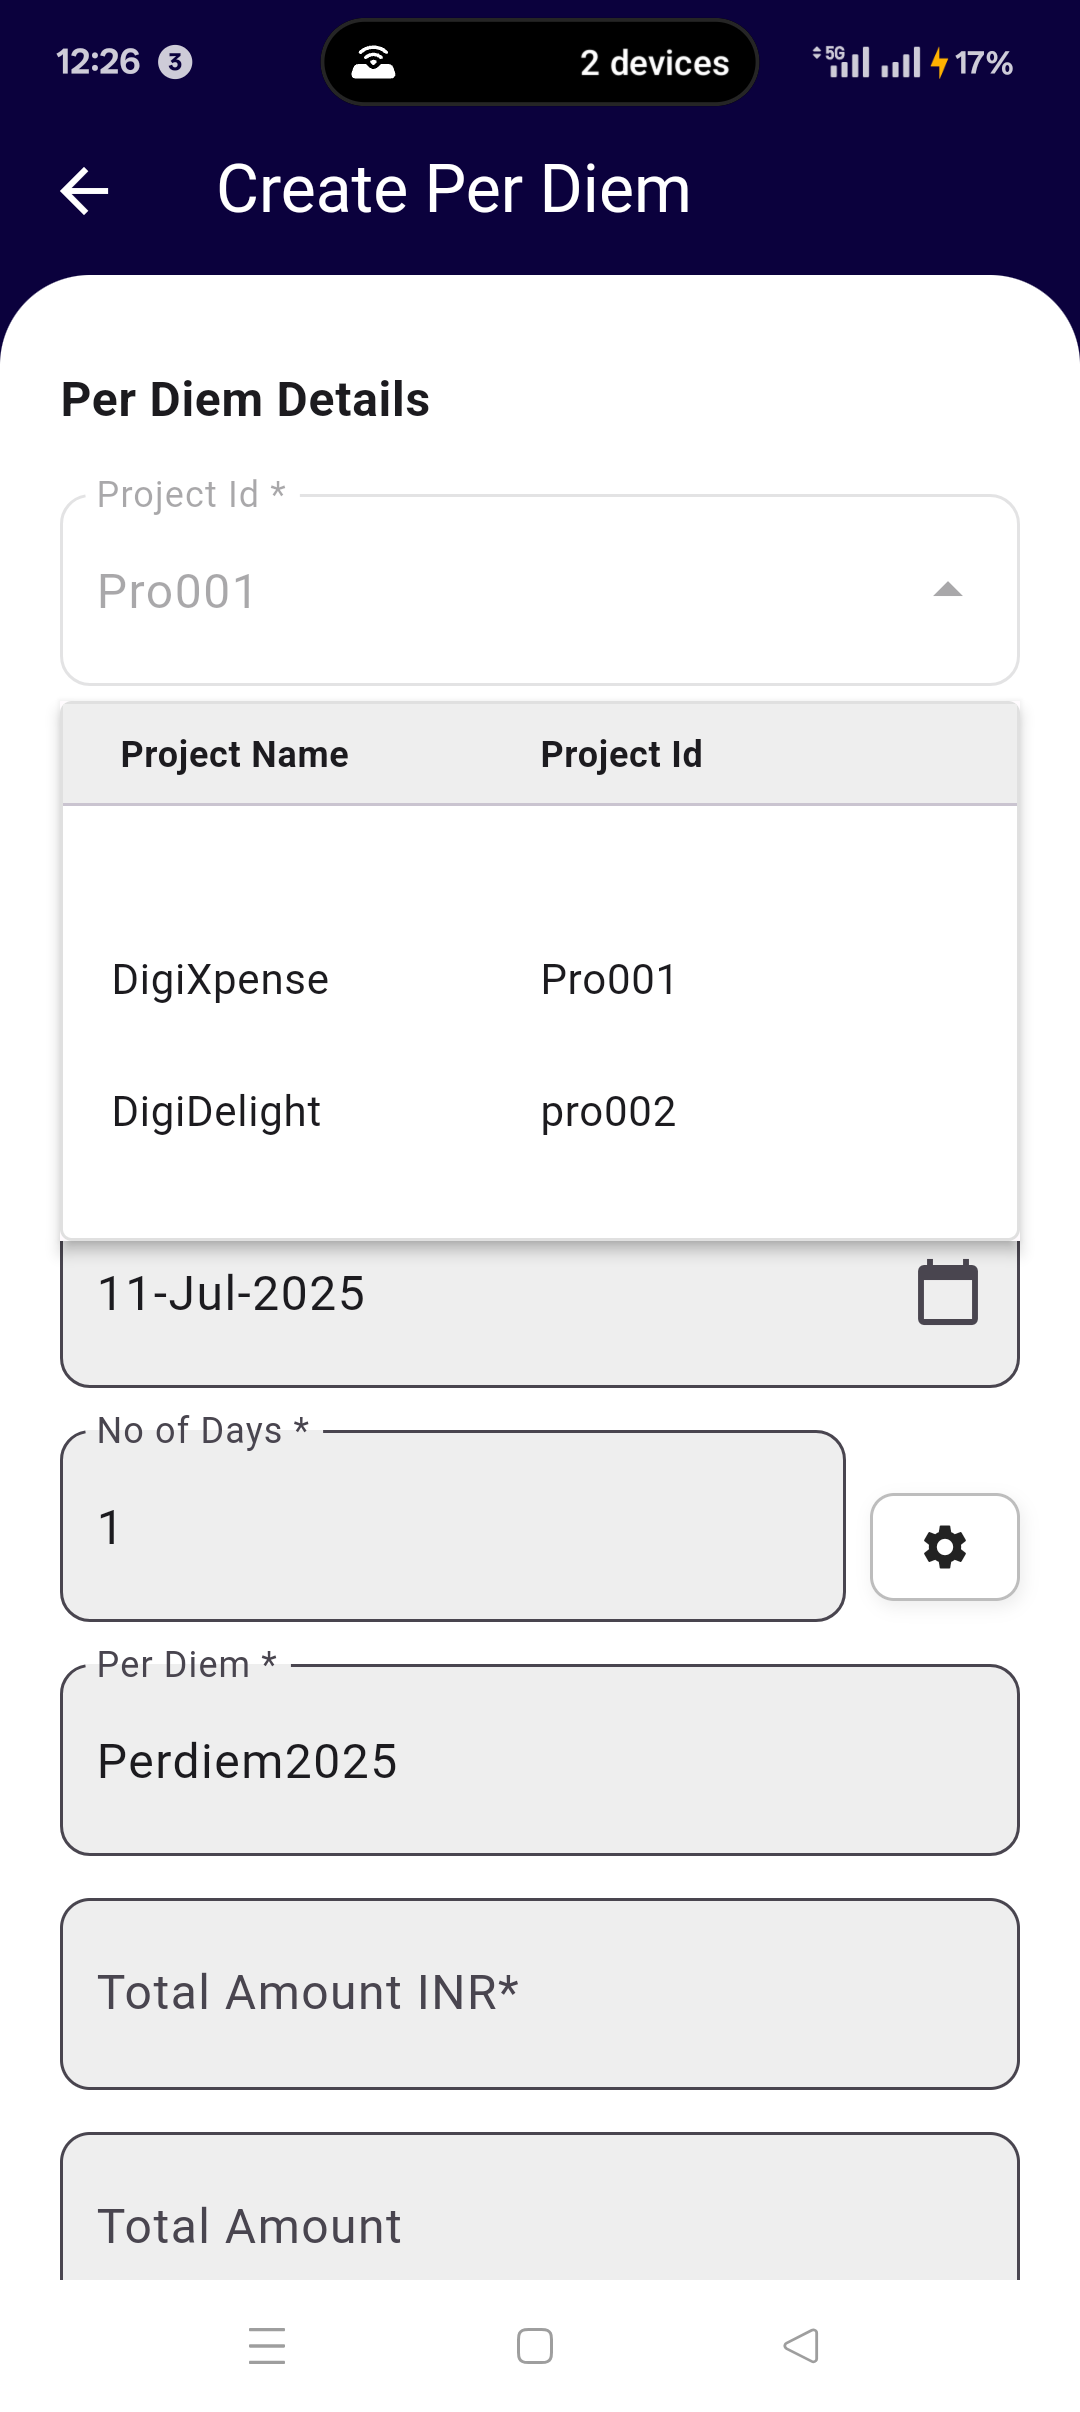 12:26 3 2 devices 5G 17%
Create Per Diem
Per Diem Details
Project Id *
Pro001
Project Name Project Id
DigiXpense Pro001
DigiDelight pro002
11-Jul-2025
No of Days *
1
Per Diem *
Perdiem2025
Total Amount INR*
Total Amount